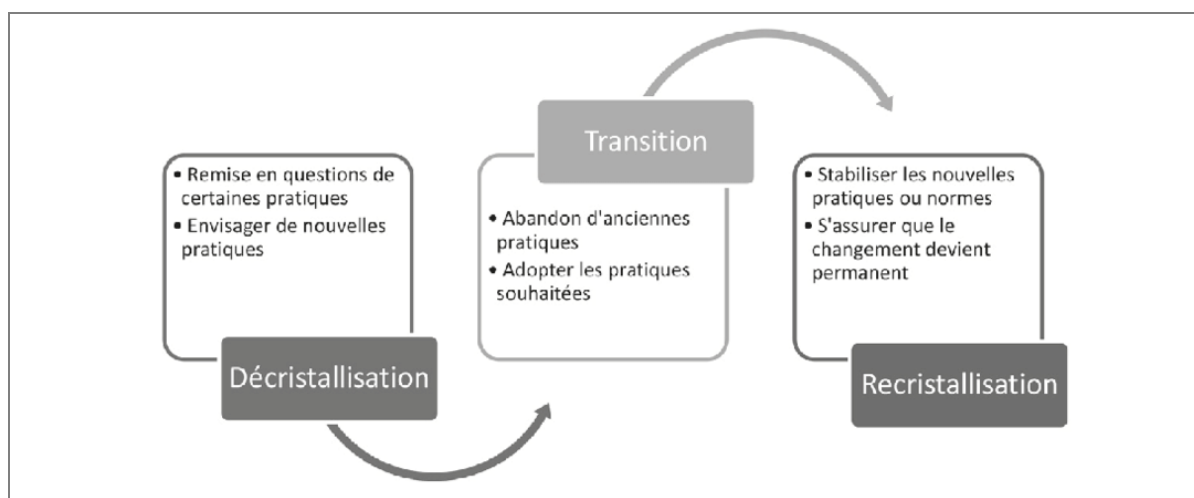 • Remise en questions de
certaines pratiques
• Envisager de nouvelles
pratiques
Décristallisation
Transition
• Abandon d'anciennes
pratiques
• Adopter les pratiques
souhaitées
• Stabiliser les nouvelles
pratiques ou normes
• S'assurer que le
changement devient
permanent
Recristallisation